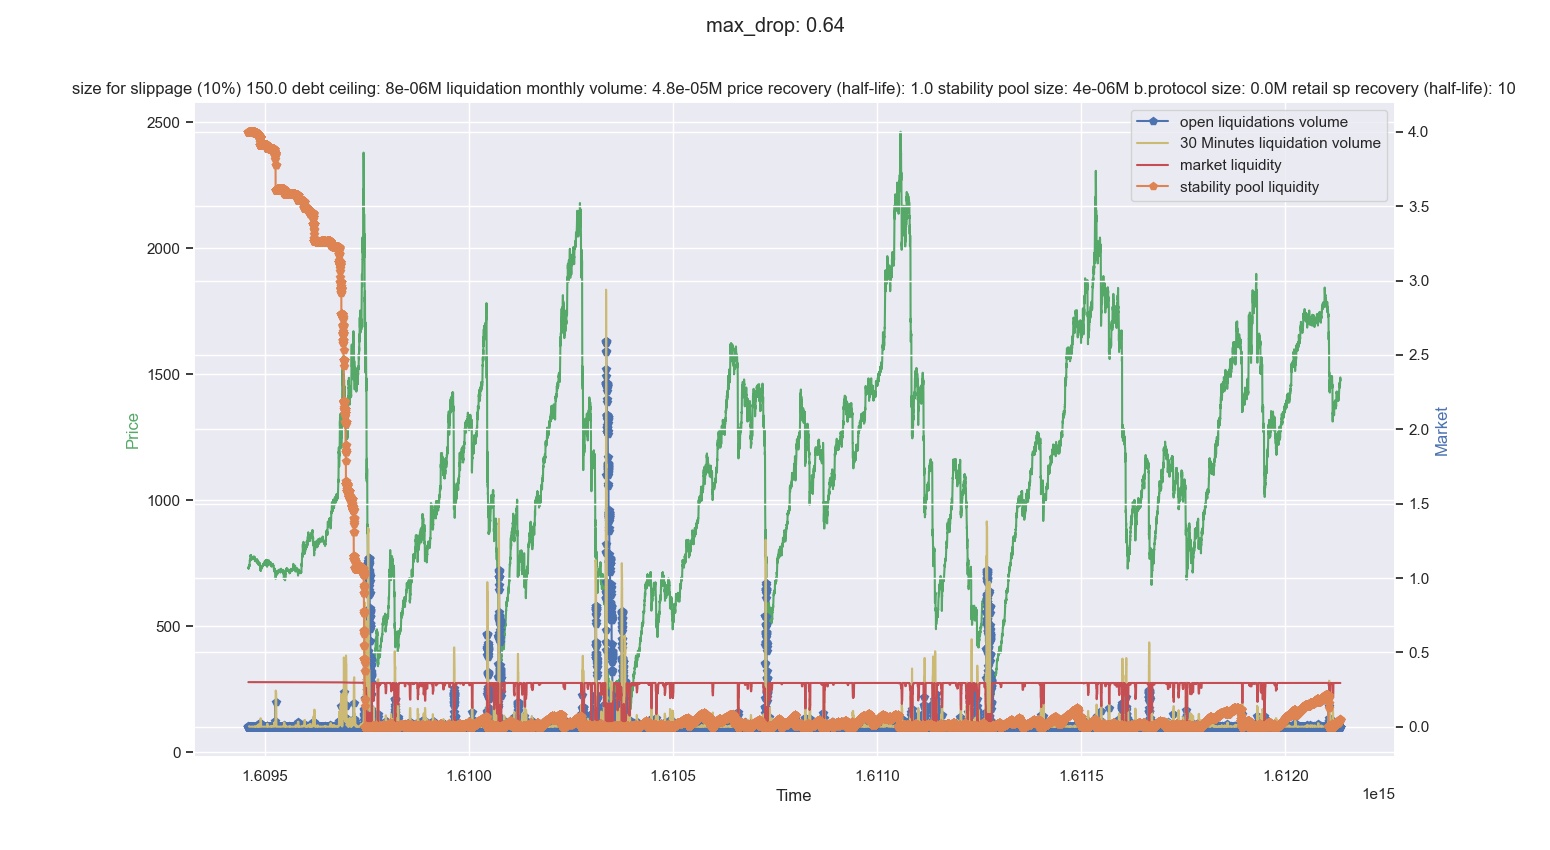 max_drop: 0.64
size for slippage (10%) 150.0 debt ceiling: 8e-06M liquidation monthly volume: 4.8e-05M price recovery (half-life): 1.0 stability pool size: 4e-06M b.protocol size: 0.0M retail sp recovery (half-life): 10
open liquidations volume
30 Minutes liquidation volume
market liquidity
stability pool liquidity
2500
2000
1500
1000
500
0
Price
4.0
3.5
3.0
2.5
2.0
1.5
1.0
0.5
0.0
Market
1.6095 1.6100 1.6105 1.6110 1.6115 1.6120
1e15
Time